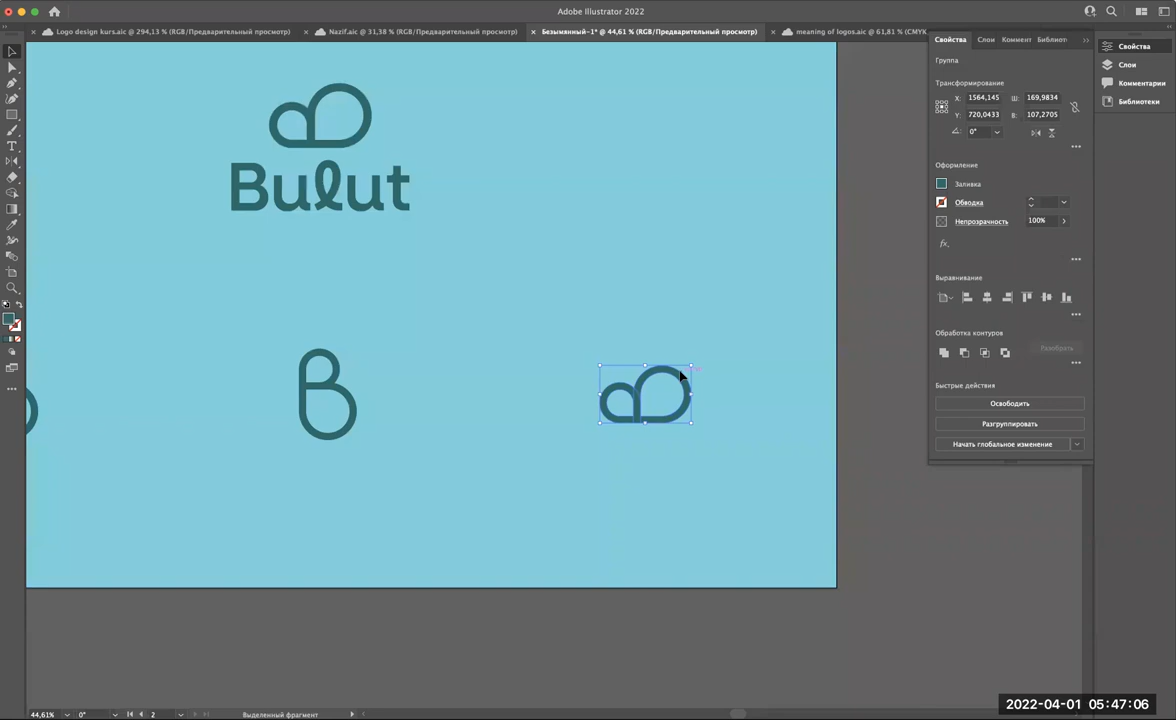 Adobe Illustrator 2022
Logo design kurs.aic @ 294,13 % (RGB/Предварительный просмотр)
Nazif.aic @ 31,38 % (RGB/Предварительный просмотр)
Безымянный-1* @ 44,61 % (RGB/Предварительный просмотр)
meaning of logos.aic @ 61,81 % (CMYK,
Свойства Слои Коммент Библиот
Свойства
Слои
Комментарии
Библиотеки
Группа
Трансформирование
X: 1564,145 Ш: 169,9834
Y: 720,0433 В: 107,2705
0°
Оформление
Заливка
Обводка
Непрозрачность 100%
fx.
Выравнивание
Обработка контуров
Разобрать
Быстрые действия
Освободить
Разгруппировать
Начать глобальное изменение
Bulut
B
44,61% 0° 2 Выделенный фрагмент
2022-04-01 05:47:06